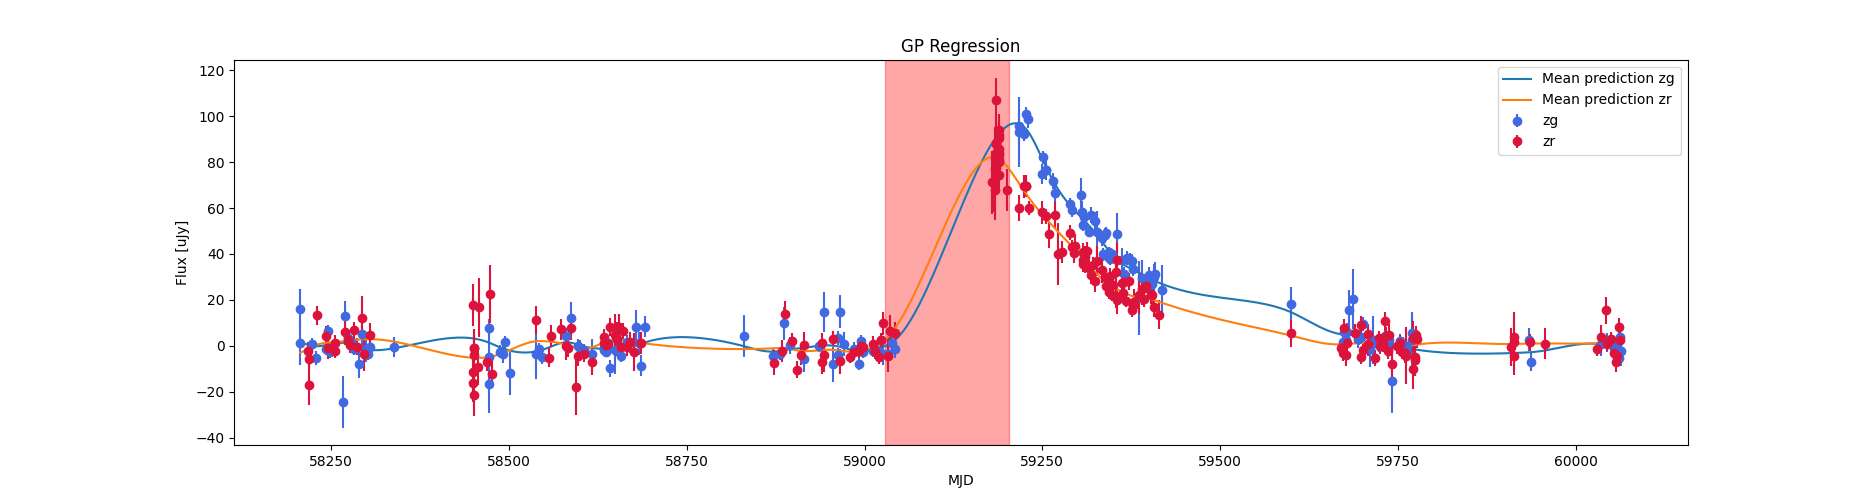 GP Regression
120
100
80
60
40
20
0
−20
−40
Flux [uJy]
58250 58500 58750 59000 59250 59500 59750 60000
MJD
Mean prediction zg
Mean prediction zr
zg
zr